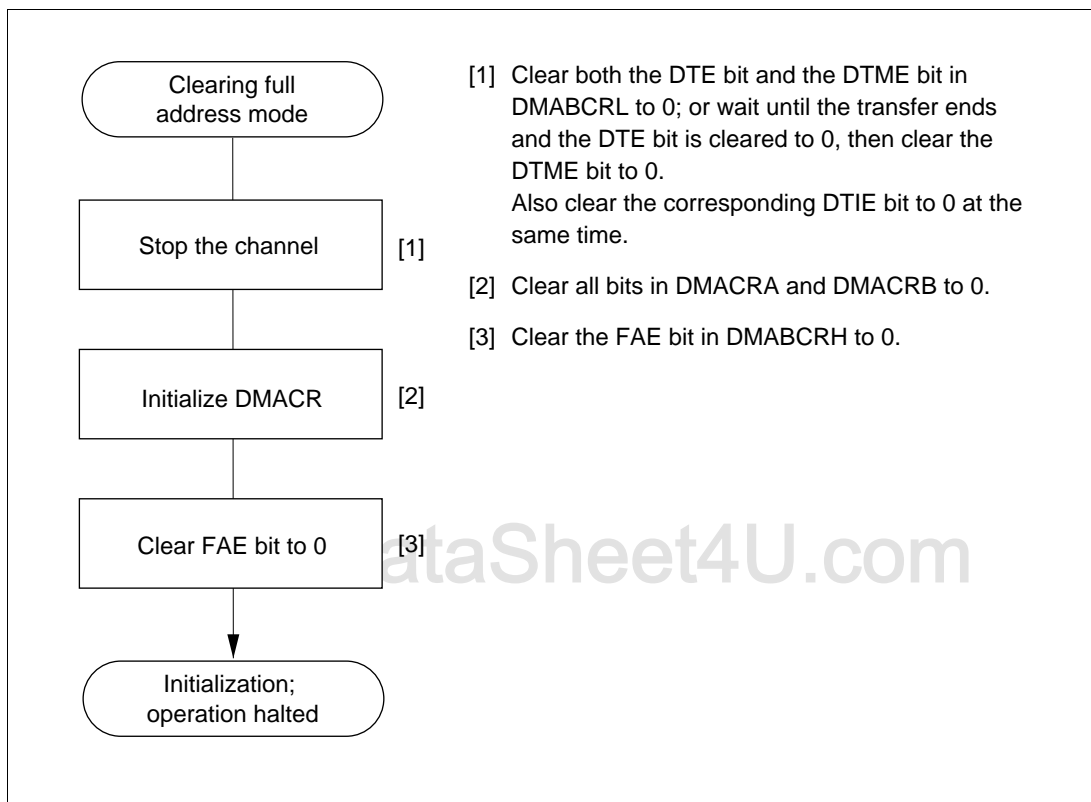 Clearing full
address mode
Stop the channel
[1]
Initialize DMACR
[2]
Clear FAE bit to 0
[3]
Initialization;
operation halted
[1] Clear both the DTE bit and the DTME bit in
DMABCRL to 0; or wait until the transfer ends
and the DTE bit is cleared to 0, then clear the
DTME bit to 0.
Also clear the corresponding DTIE bit to 0 at the
same time.
[2] Clear all bits in DMACRA and DMACRB to 0.
[3] Clear the FAE bit in DMABCRH to 0.
ataSheet4U.com